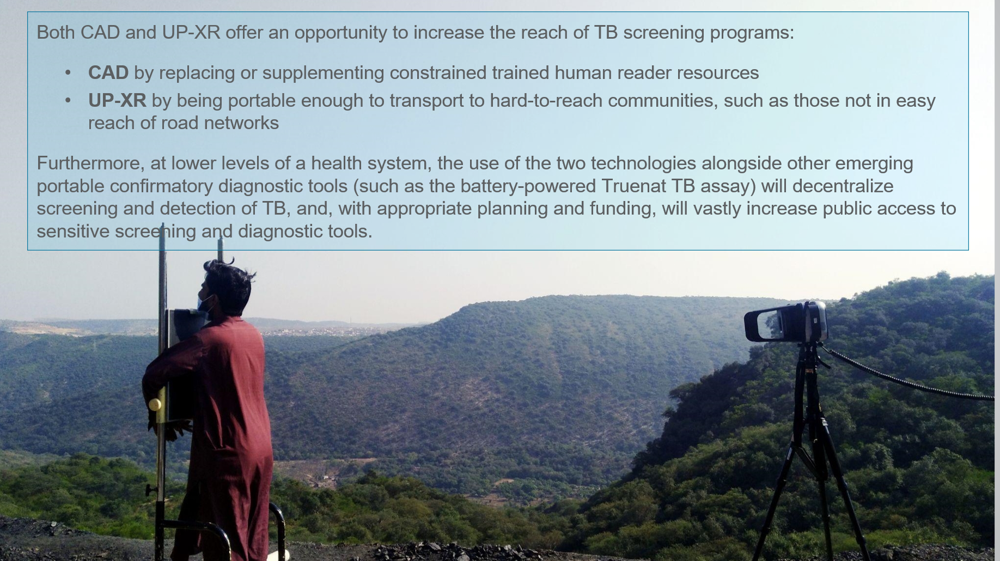 Both CAD and UP-XR offer an opportunity to increase the reach of TB screening programs:
• CAD by replacing or supplementing constrained trained human reader resources
• UP-XR by being portable enough to transport to hard-to-reach communities, such as those not in easy
reach of road networks
Furthermore, at lower levels of a health system, the use of the two technologies alongside other emerging
portable confirmatory diagnostic tools (such as the battery-powered Truenat TB assay) will decentralize
screening and detection of TB, and, with appropriate planning and funding, will vastly increase public access to
sensitive screening and diagnostic tools.